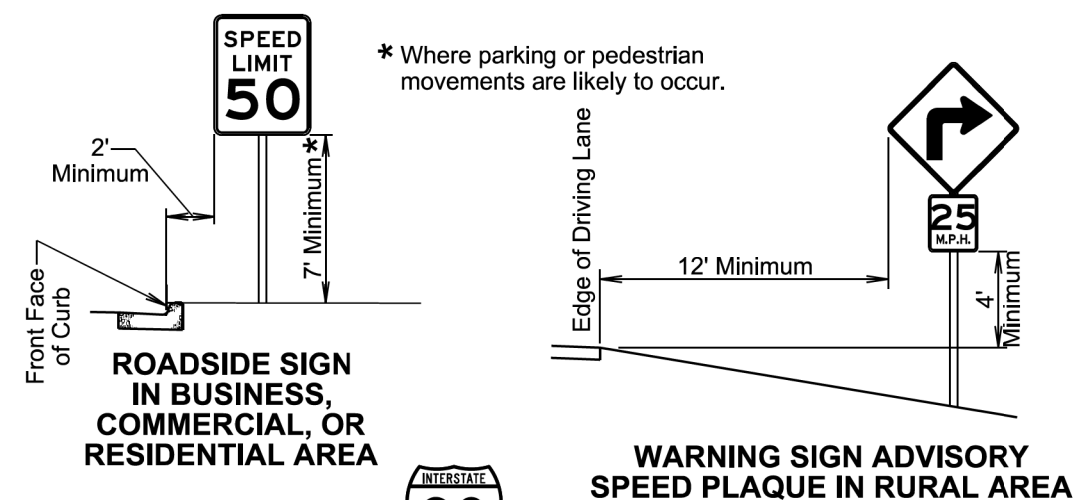 SPEED
LIMIT
50
* Where parking or pedestrian
movements are likely to occur.
2'
Minimum
7' Minimum*
Front Face
of Curb
ROADSIDE SIGN
IN BUSINESS,
COMMERCIAL, OR
RESIDENTIAL AREA
Edge of Driving Lane
12' Minimum
25
M.P.H.
4'
Minimum
WARNING SIGN ADVISORY
SPEED PLAQUE IN RURAL AREA
INTERSTATE